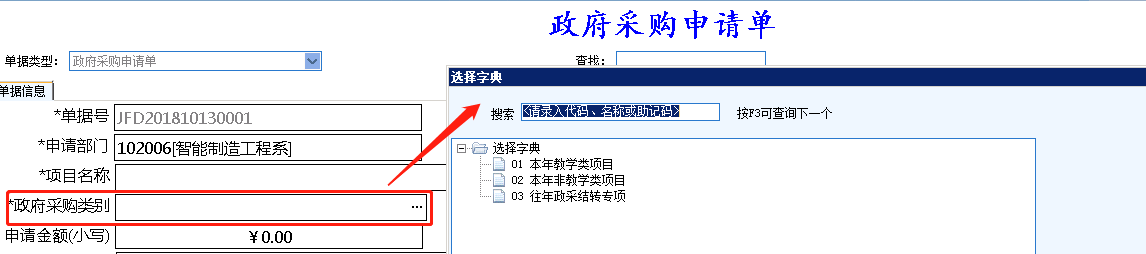 政府采购申请单
单据类型: 政府采购申请单 查找:
单据信息
选择字典
*单据号 JFD201810130001
搜索 <请录入代码、名称或助记码> 按F3可查询下一个
*申请部门 102006[智能制造工程系]
选择字典
*项目名称
01 本年教学类项目
02 本年非教学类项目
03 往年政采结转专项
*政府采购类别 ...
申请金额(小写) ¥0.00